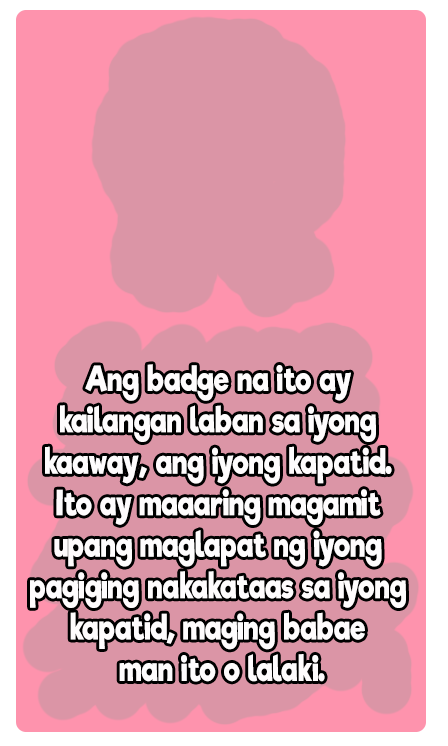 Ang badge na ito ay
kailangan laban sa iyong
kaaway, ang iyong kapatid.
Ito ay maaaring magamit
upang maglapat ng iyong
pagiging nakakataas sa iyong
kapatid, maging babae
man ito o lalaki.